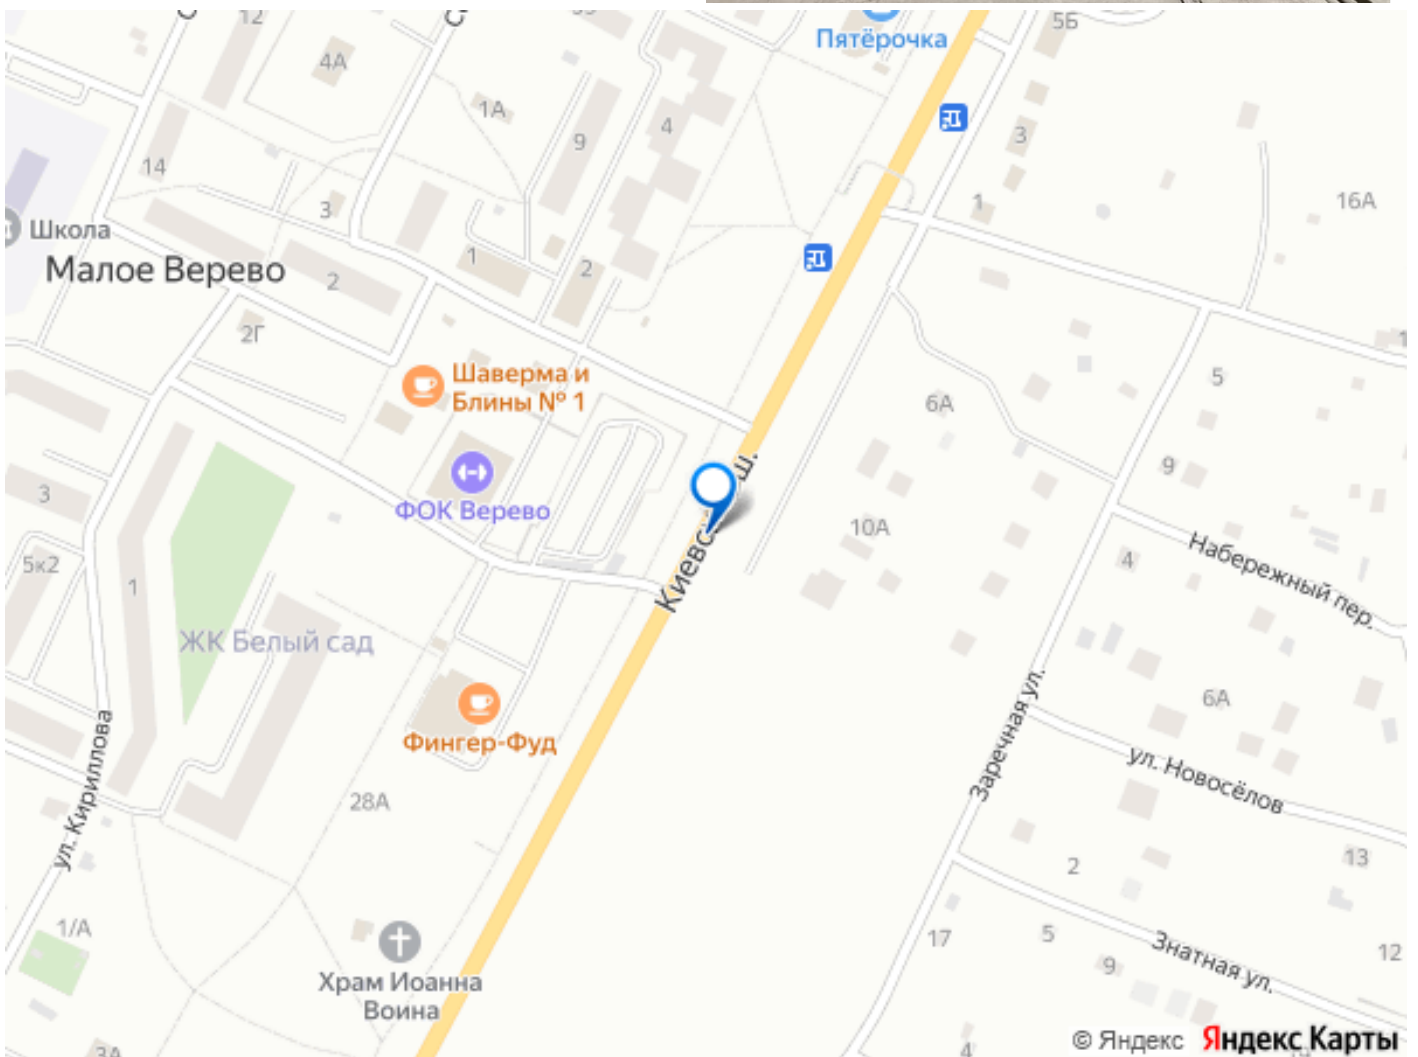 12
5Б
Пятёрочка
4А
1А
9
4
3
14
3
1
16А
Школа
Малое Верево
1
2
2
2Г
Шаверма и
Блины № 1
5
6А
9
3
ФОК Верево
10А
Набережный пер.
4
5к2
1
Киевс
ш.
ЖК Белый сад
6А
Фингер-Фуд
Заречная ул.
ул. Новосёлов
28А
ул. Кириллова
2
13
1/А
17
5
9
Знатная ул.
12
Храм Иоанна
Воина
3А
4
© Яндекс Яндекс Карты